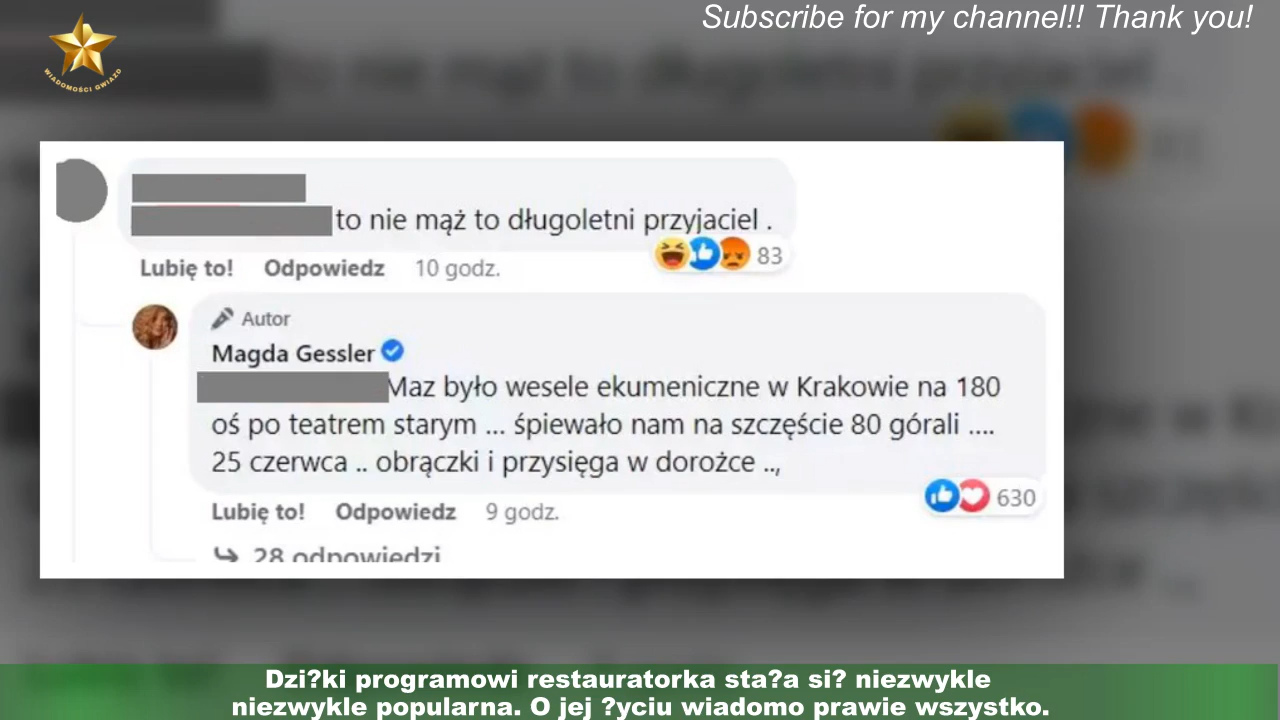 Subscribe for my channel!! Thank you!
WIADOMOŚCI GWIAZD
to nie mąż to długoletni przyjaciel .
83
Lubię to! Odpowiedz 10 godz.
Autor
Magda Gessler
Maz było wesele ekumeniczne w Krakowie na 180
oś po teatrem starym ... śpiewało nam na szczęście 80 górali ....
25 czerwca .. obrączki i przysięga w dorożce ..,
630
Lubię to! Odpowiedz 9 godz.
28 odpowiedzi
Dzi?ki programowi restauratorka sta?a si? niezwykle
niezwykle popularna. O jej ?yciu wiadomo prawie wszystko.